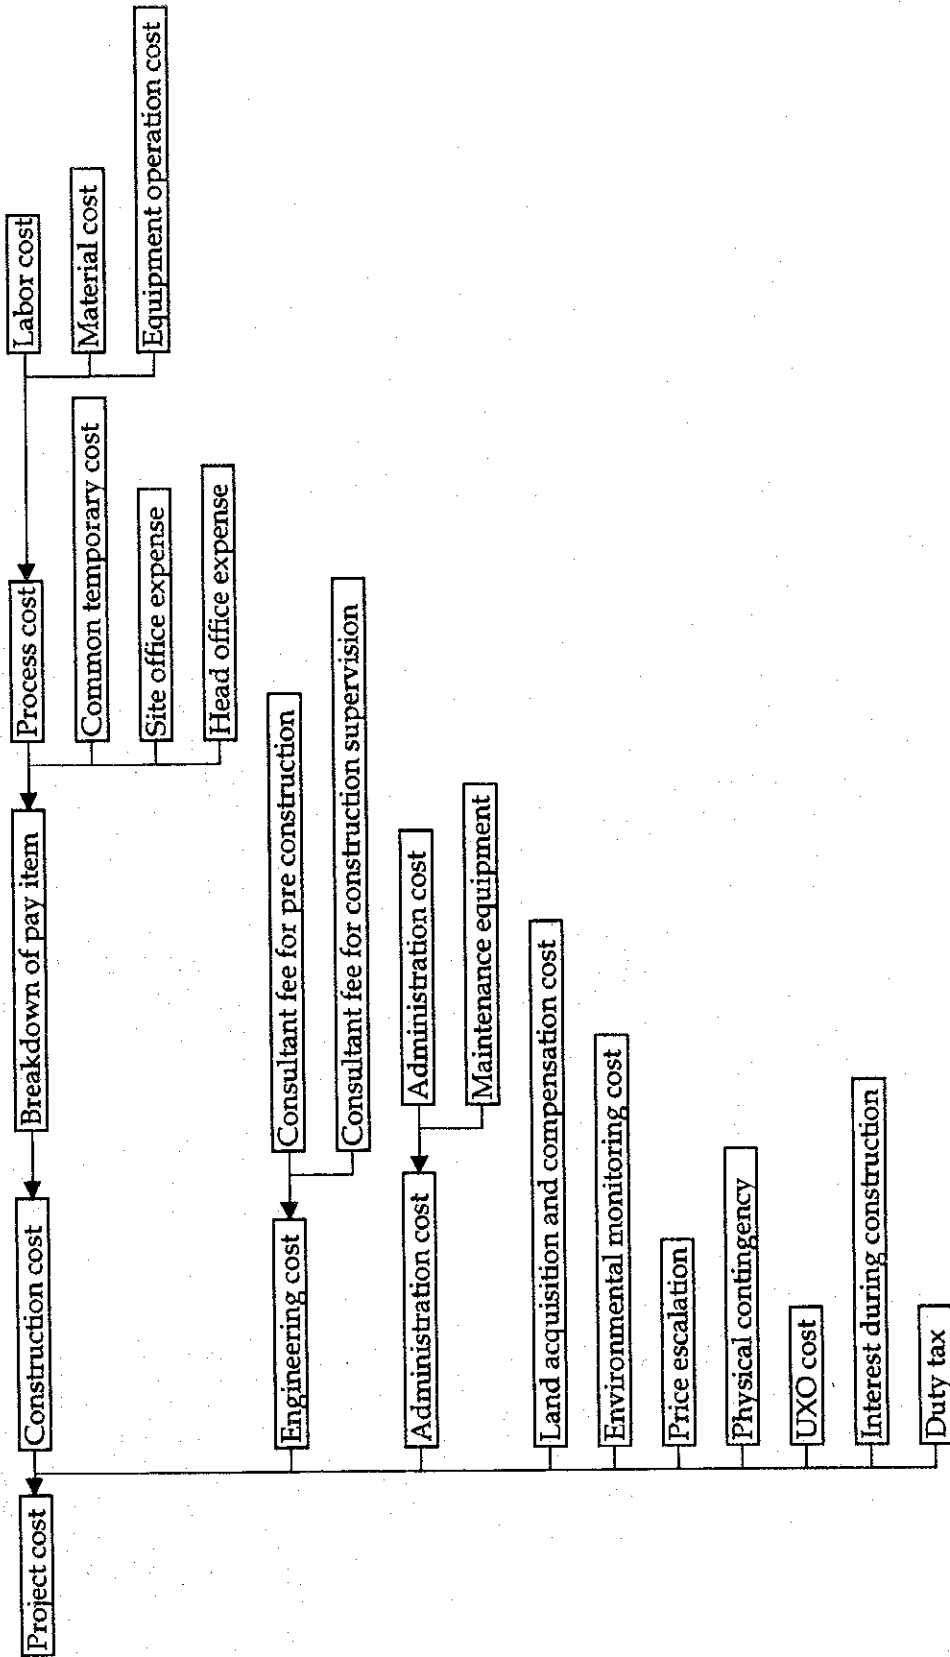 Project cost
Construction cost
Breakdown of pay item
Process cost
Labor cost
Material cost
Equipment operation cost
Common temporary cost
Site office expense
Head office expense
Engineering cost
Consultant fee for pre construction
Consultant fee for construction supervision
Administration cost
Administration cost
Maintenance equipment
Land acquisition and compensation cost
Environmental monitoring cost
Price escalation
Physical contingency
UXO cost
Interest during construction
Duty tax